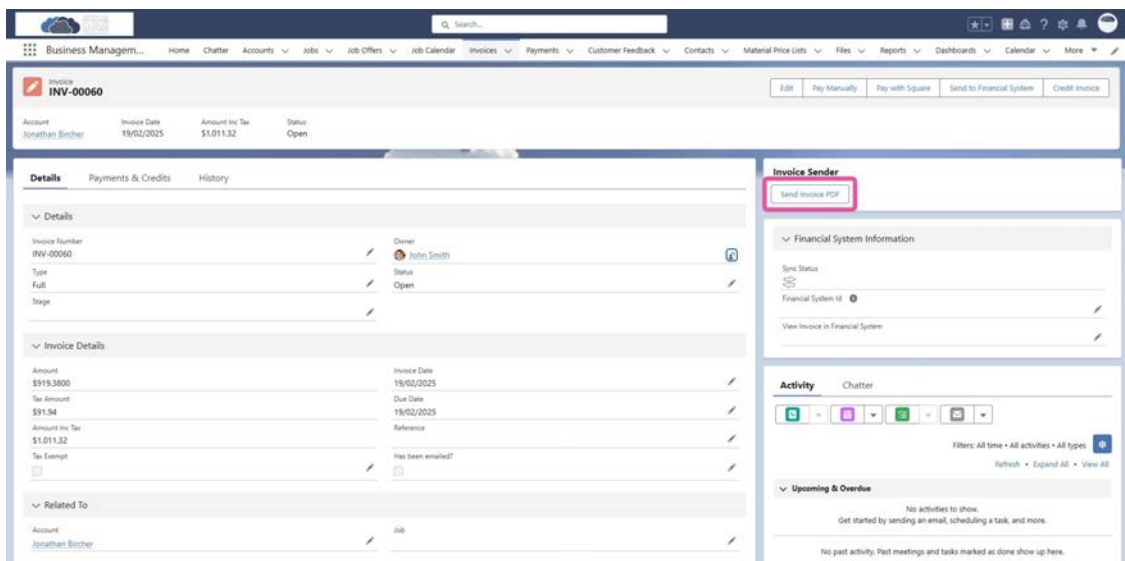 Search...
Business Managem... Home Chatter Accounts Jobs Job Offers Job Calendar Invoices Payments Customer Feedback Contacts Material Price Lists Files Reports Dashboards Calendar More
Invoice
INV-00060
Edit Pay Manually Pay with Square Send to Financial System Credit Invoice
Account Invoice Date Amount Inc Tax Status
Jonathan Bircher 19/02/2025 $1,011.32 Open
Details Payments & Credits History
Details
Invoice Number Owner
INV-00060 John Smith
Type Status
Full Open
Stage
Invoice Details
Amount Invoice Date
$919.3800 19/02/2025
Tax Amount Due Date
$91.94 19/02/2025
Amount Inc Tax Reference
$1,011.32
Tax Exempt Has been emailed?
Related To
Account Job
Jonathan Bircher
Invoice Sender
Send Invoice PDF
Financial System Information
Sync Status
Financial System Id
View Invoice in Financial System
Activity Chatter
Filters: All time • All activities • All types
Refresh • Expand All • View All
Upcoming & Overdue
No activities to show.
Get started by sending an email, scheduling a task, and more.
No past activity. Past meetings and tasks marked as done show up here.